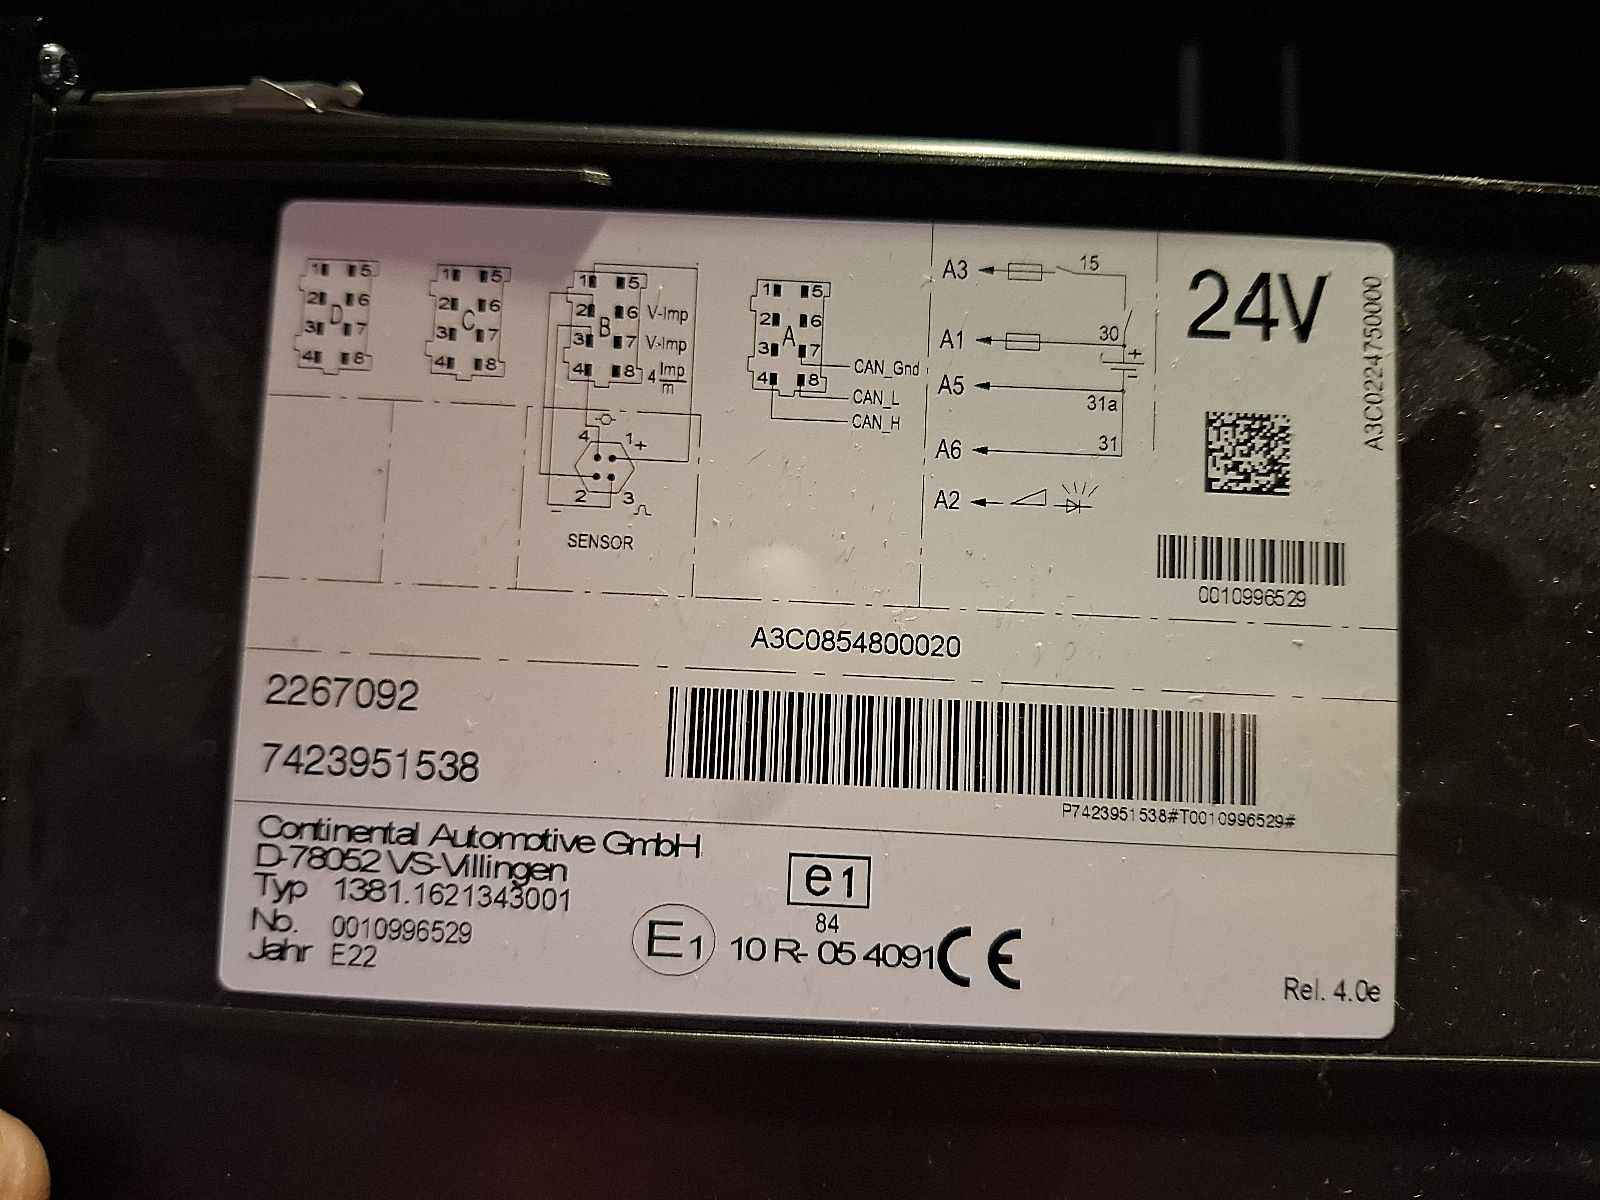 1 5
2 6
D
3 7
4 8
1 5
2 6
C
3 7
4 8
1 5
2 6 V-Imp
B
3 7 V-Imp
4 8 4 Imp/m
4 1 +
2 3
-
SENSOR
1 5
2 6
A
3 7
4 8
CAN_Gnd
CAN_L
CAN_H
A3 15
A1 30
+
-
A5
31a
A6 31
A2
24V
A3C0224750000
0010996529
A3C0854800020
2267092
7423951538
P7423951538#T0010996529#
Continental Automotive GmbH
D-78052 VS-Villingen
Typ 1381.1621343001
No. 0010996529
Jahr E22
e1
84
E1 10 R- 05 4091 CE
Rel. 4.0e